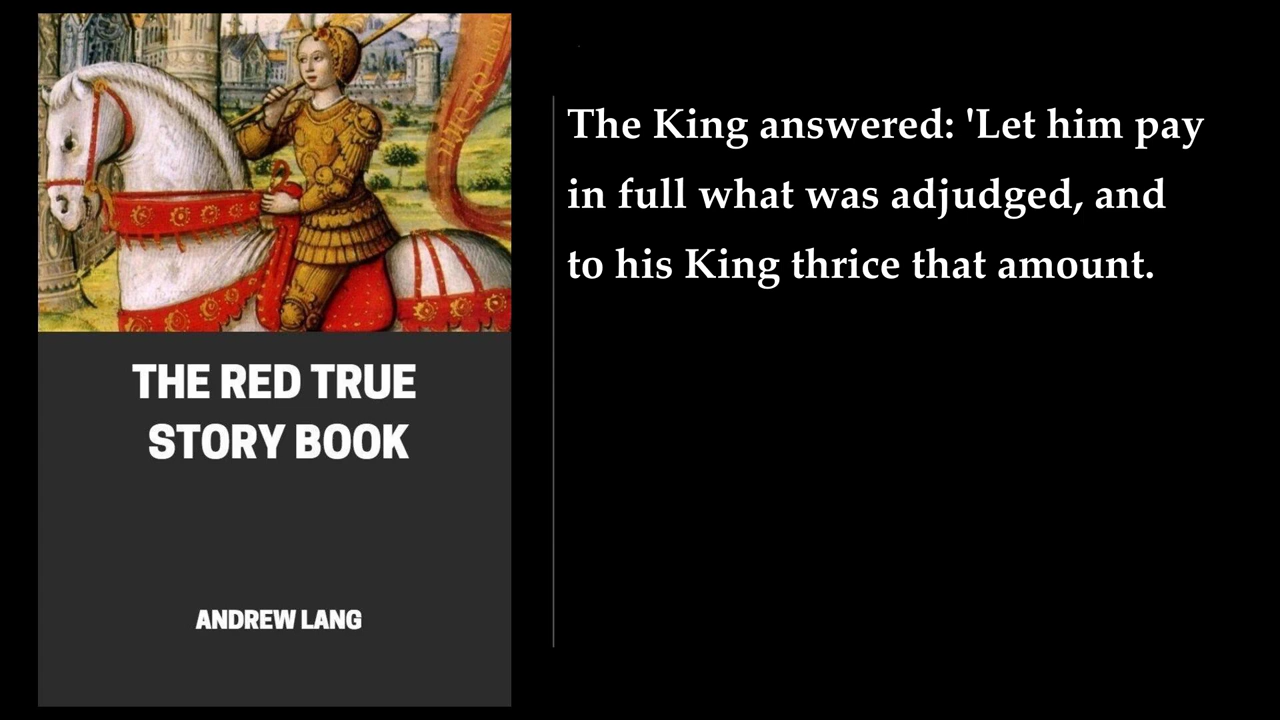 THE RED TRUE
STORY BOOK
ANDREW LANG
The King answered: 'Let him pay
in full what was adjudged, and
to his King thrice that amount.